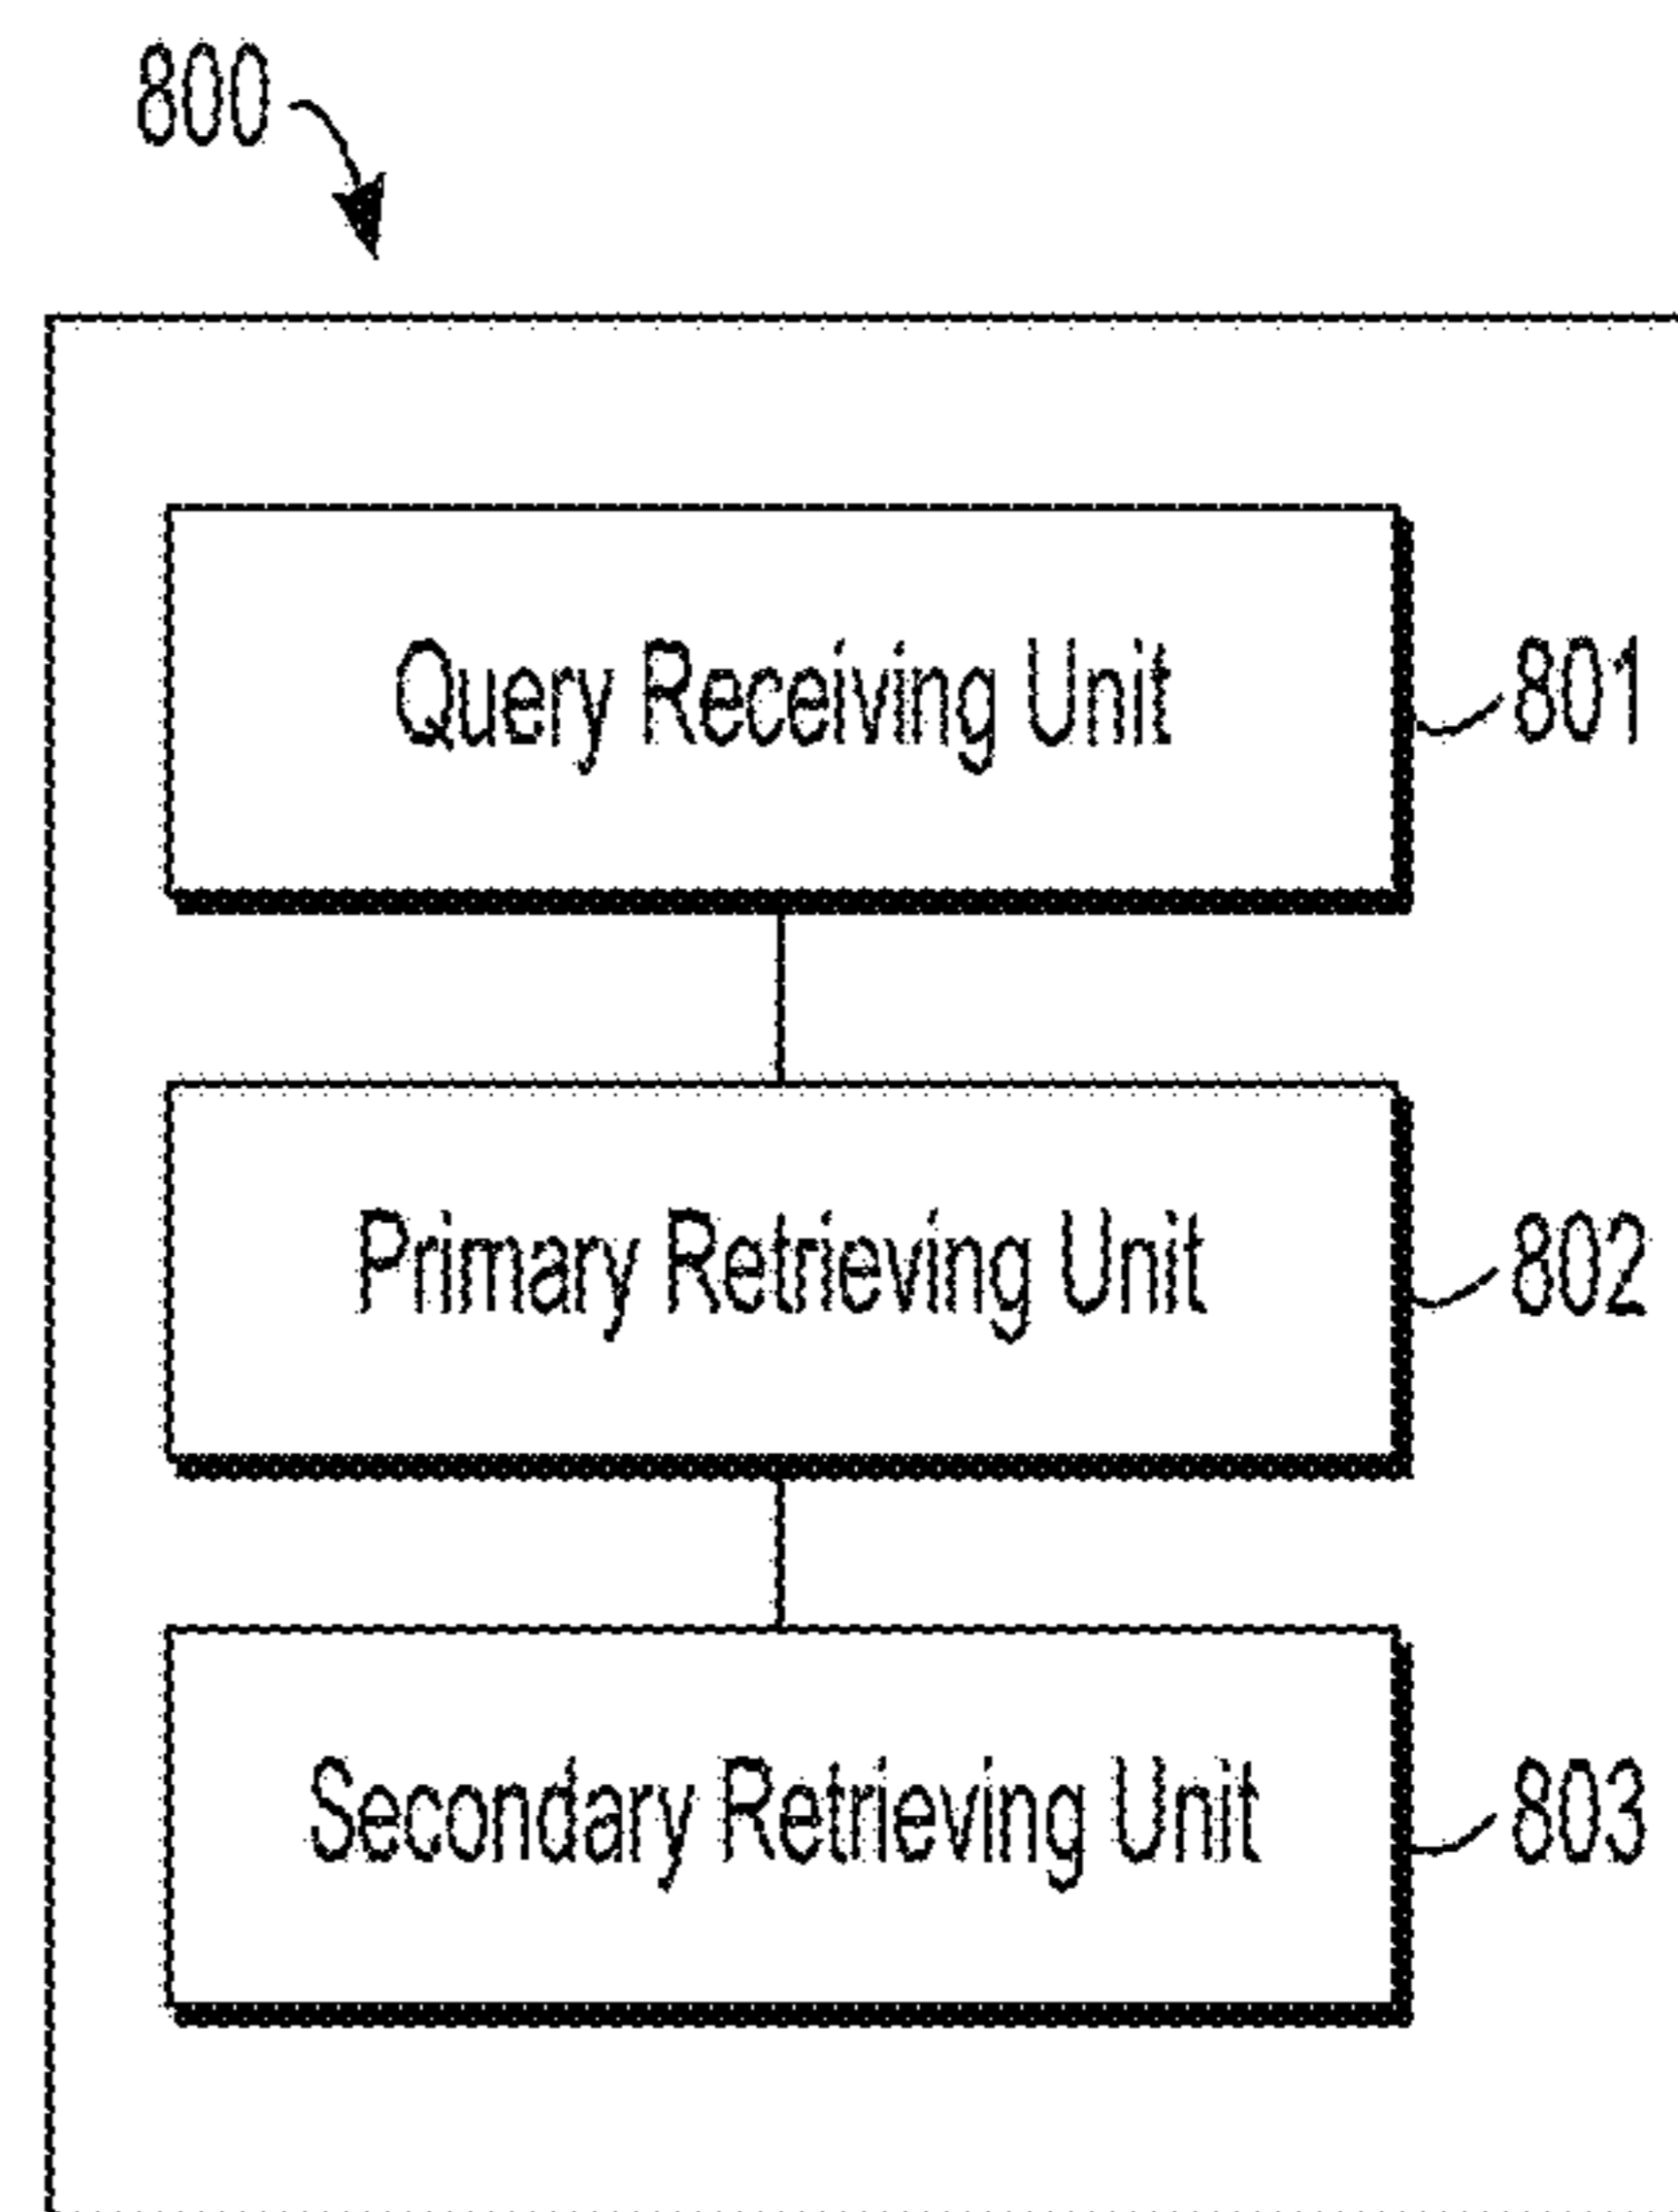 800
Query Receiving Unit
801
Primary Retrieving Unit
802
Secondary Retrieving Unit
803